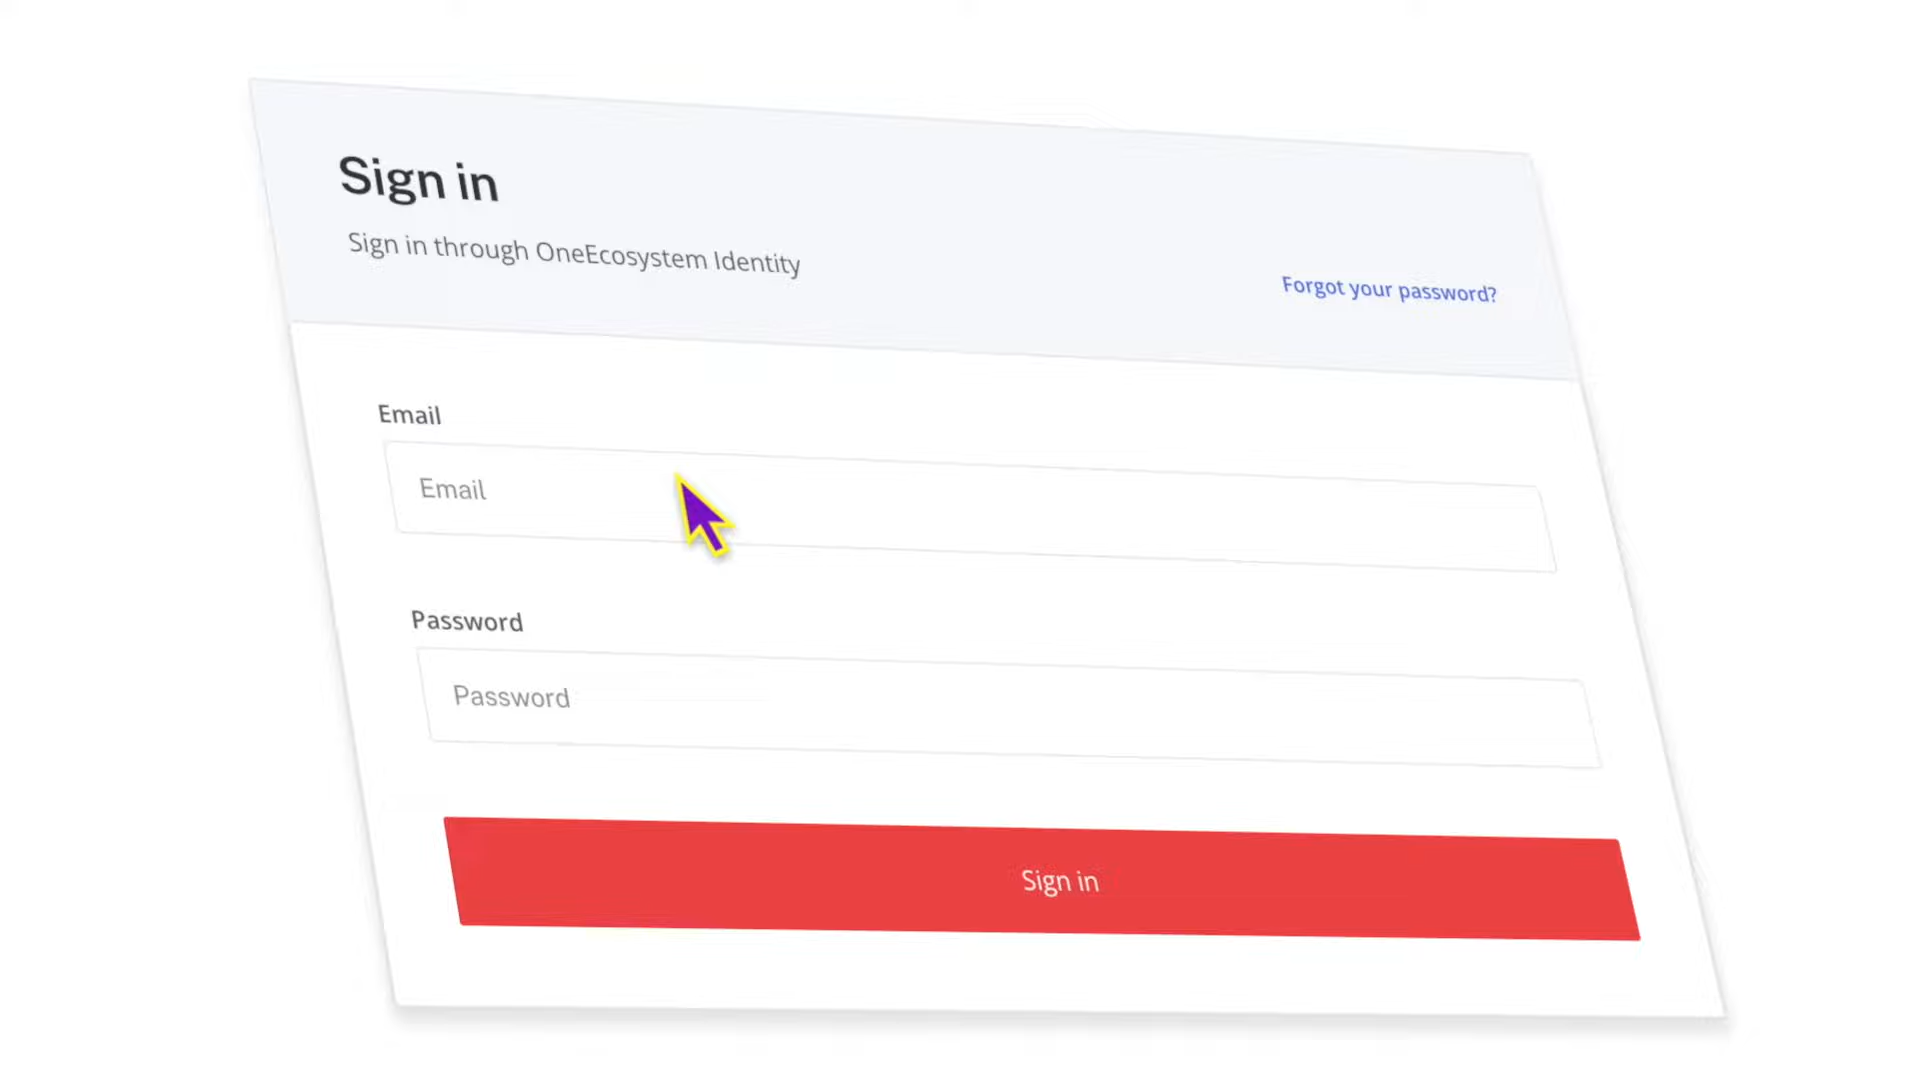 Sign in
Sign in through OneEcosystem Identity
Forgot your password?
Email
Email
Password
Password
Sign in